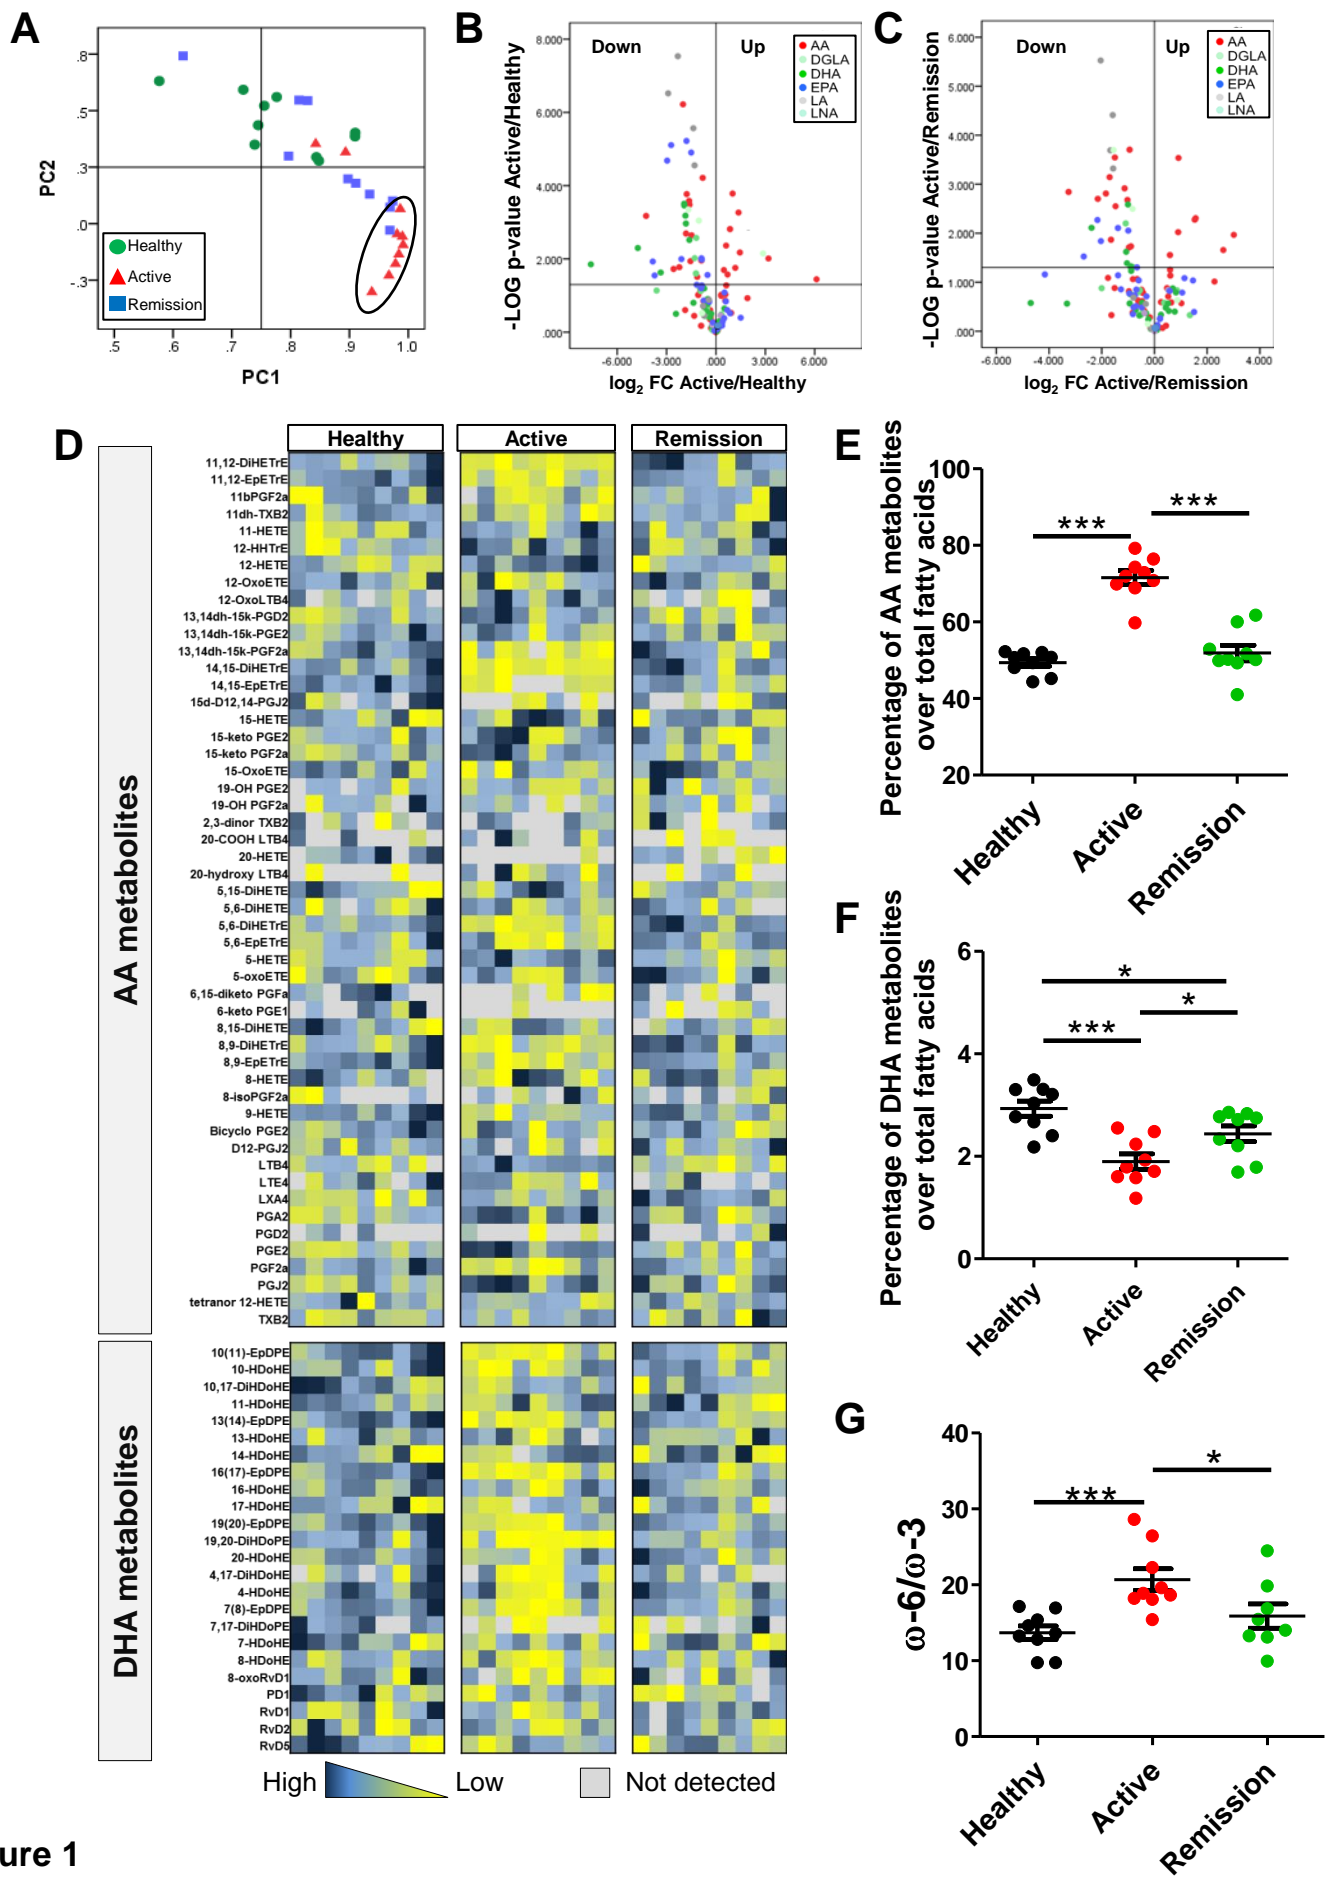 A
PC2
.8
.5
.3
.0
-.3
Healthy
Active
Remission
.5
.6
.7
.8
.9
1.0
PC1
B
-LOG p-value Active/Healthy
8.000
6.000
4.000
2.000
.000
Down
Up
AA
DGLA
DHA
EPA
LA
LNA
-6.000
-3.000
.000
3.000
6.000
log2 FC Active/Healthy
C
-LOG p-value Active/Remission
6.000
5.000
4.000
3.000
2.000
1.000
.000
Down
Up
AA
DGLA
DHA
EPA
LA
LNA
-6.000
-4.000
-2.000
.000
2.000
4.000
log2 FC Active/Remission
D
Healthy
Active
Remission
AA metabolites
11,12-DiHETrE
11,12-EpETrE
11bPGF2a
11dh-TXB2
11-HETE
12-HHTrE
12-HETE
12-OxoETE
12-OxoLTB4
13,14dh-15k-PGD2
13,14dh-15k-PGE2
13,14dh-15k-PGF2a
14,15-DiHETrE
14,15-EpETrE
15d-D12,14-PGJ2
15-HETE
15-keto PGE2
15-keto PGF2a
15-OxoETE
19-OH PGE2
19-OH PGF2a
2,3-dinor TXB2
20-COOH LTB4
20-HETE
20-hydroxy LTB4
5,15-DiHETE
5,6-DiHETE
5,6-DiHETrE
5,6-EpETrE
5-HETE
5-oxoETE
6,15-diketo PGFa
6-keto PGE1
8,15-DiHETE
8,9-DiHETrE
8,9-EpETrE
8-HETE
8-isoPGF2a
9-HETE
Bicyclo PGE2
D12-PGJ2
LTB4
LTE4
LXA4
PGA2
PGD2
PGE2
PGF2a
PGJ2
tetranor 12-HETE
TXB2
DHA metabolites
10(11)-EpDPE
10-HDoHE
10,17-DiHDoHE
11-HDoHE
13(14)-EpDPE
13-HDoHE
14-HDoHE
16(17)-EpDPE
16-HDoHE
17-HDoHE
19(20)-EpDPE
19,20-DiHDoPE
20-HDoHE
4,17-DiHDoHE
4-HDoHE
7(8)-EpDPE
7,17-DiHDoPE
7-HDoHE
8-HDoHE
8-oxoRvD1
PD1
RvD1
RvD2
RvD5
High
Low
Not detected
E
Percentage of AA metabolites
over total fatty acids
100
80
60
40
20
***
***
Healthy
Active
Remission
F
Percentage of DHA metabolites
over total fatty acids
6
4
2
0
*
*
***
Healthy
Active
Remission
G
ω-6/ω-3
40
30
20
10
0
***
*
Healthy
Active
Remission
ure 1